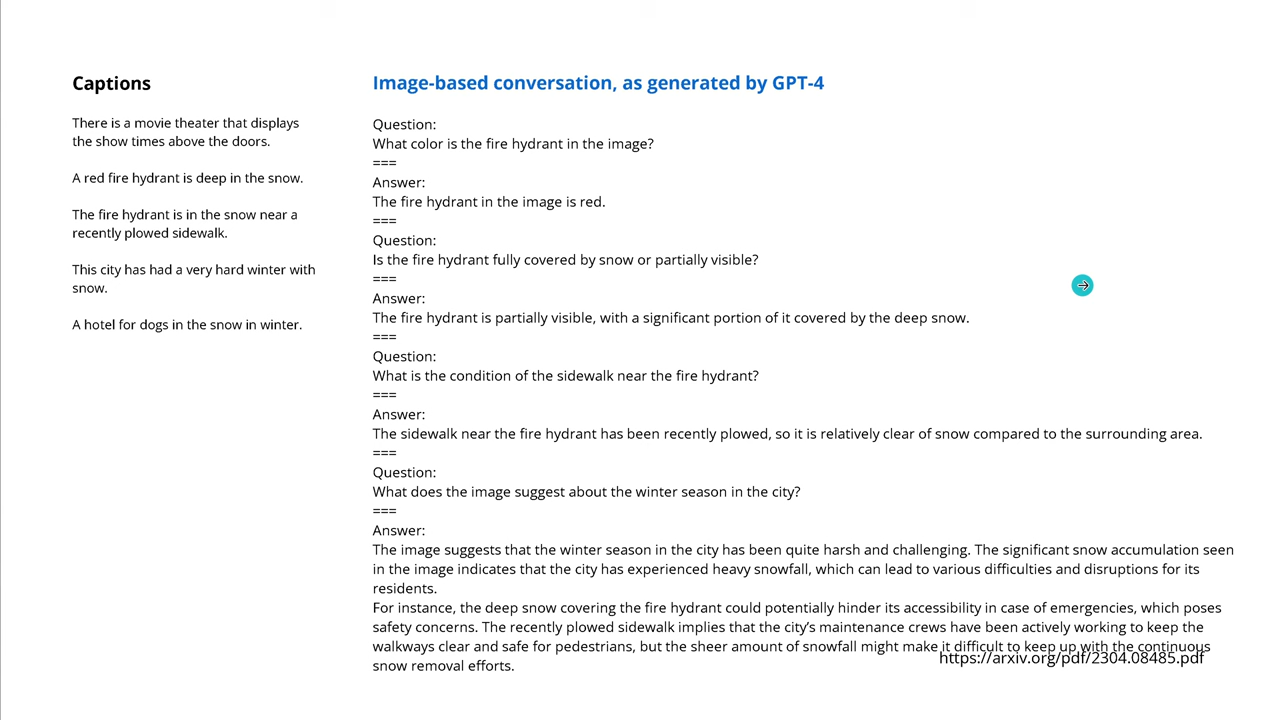 Captions
There is a movie theater that displays
the show times above the doors.
A red fire hydrant is deep in the snow.
The fire hydrant is in the snow near a
recently plowed sidewalk.
This city has had a very hard winter with
snow.
A hotel for dogs in the snow in winter.
Image-based conversation, as generated by GPT-4
Question:
What color is the fire hydrant in the image?
===
Answer:
The fire hydrant in the image is red.
===
Question:
Is the fire hydrant fully covered by snow or partially visible?
===
Answer:
The fire hydrant is partially visible, with a significant portion of it covered by the deep snow.
===
Question:
What is the condition of the sidewalk near the fire hydrant?
===
Answer:
The sidewalk near the fire hydrant has been recently plowed, so it is relatively clear of snow compared to the surrounding area.
===
Question:
What does the image suggest about the winter season in the city?
===
Answer:
The image suggests that the winter season in the city has been quite harsh and challenging. The significant snow accumulation seen
in the image indicates that the city has experienced heavy snowfall, which can lead to various difficulties and disruptions for its
residents.
For instance, the deep snow covering the fire hydrant could potentially hinder its accessibility in case of emergencies, which poses
safety concerns. The recently plowed sidewalk implies that the city’s maintenance crews have been actively working to keep the
walkways clear and safe for pedestrians, but the sheer amount of snowfall might make it difficult to keep up with the continuous
snow removal efforts.
https://arxiv.org/pdf/2304.08485.pdf